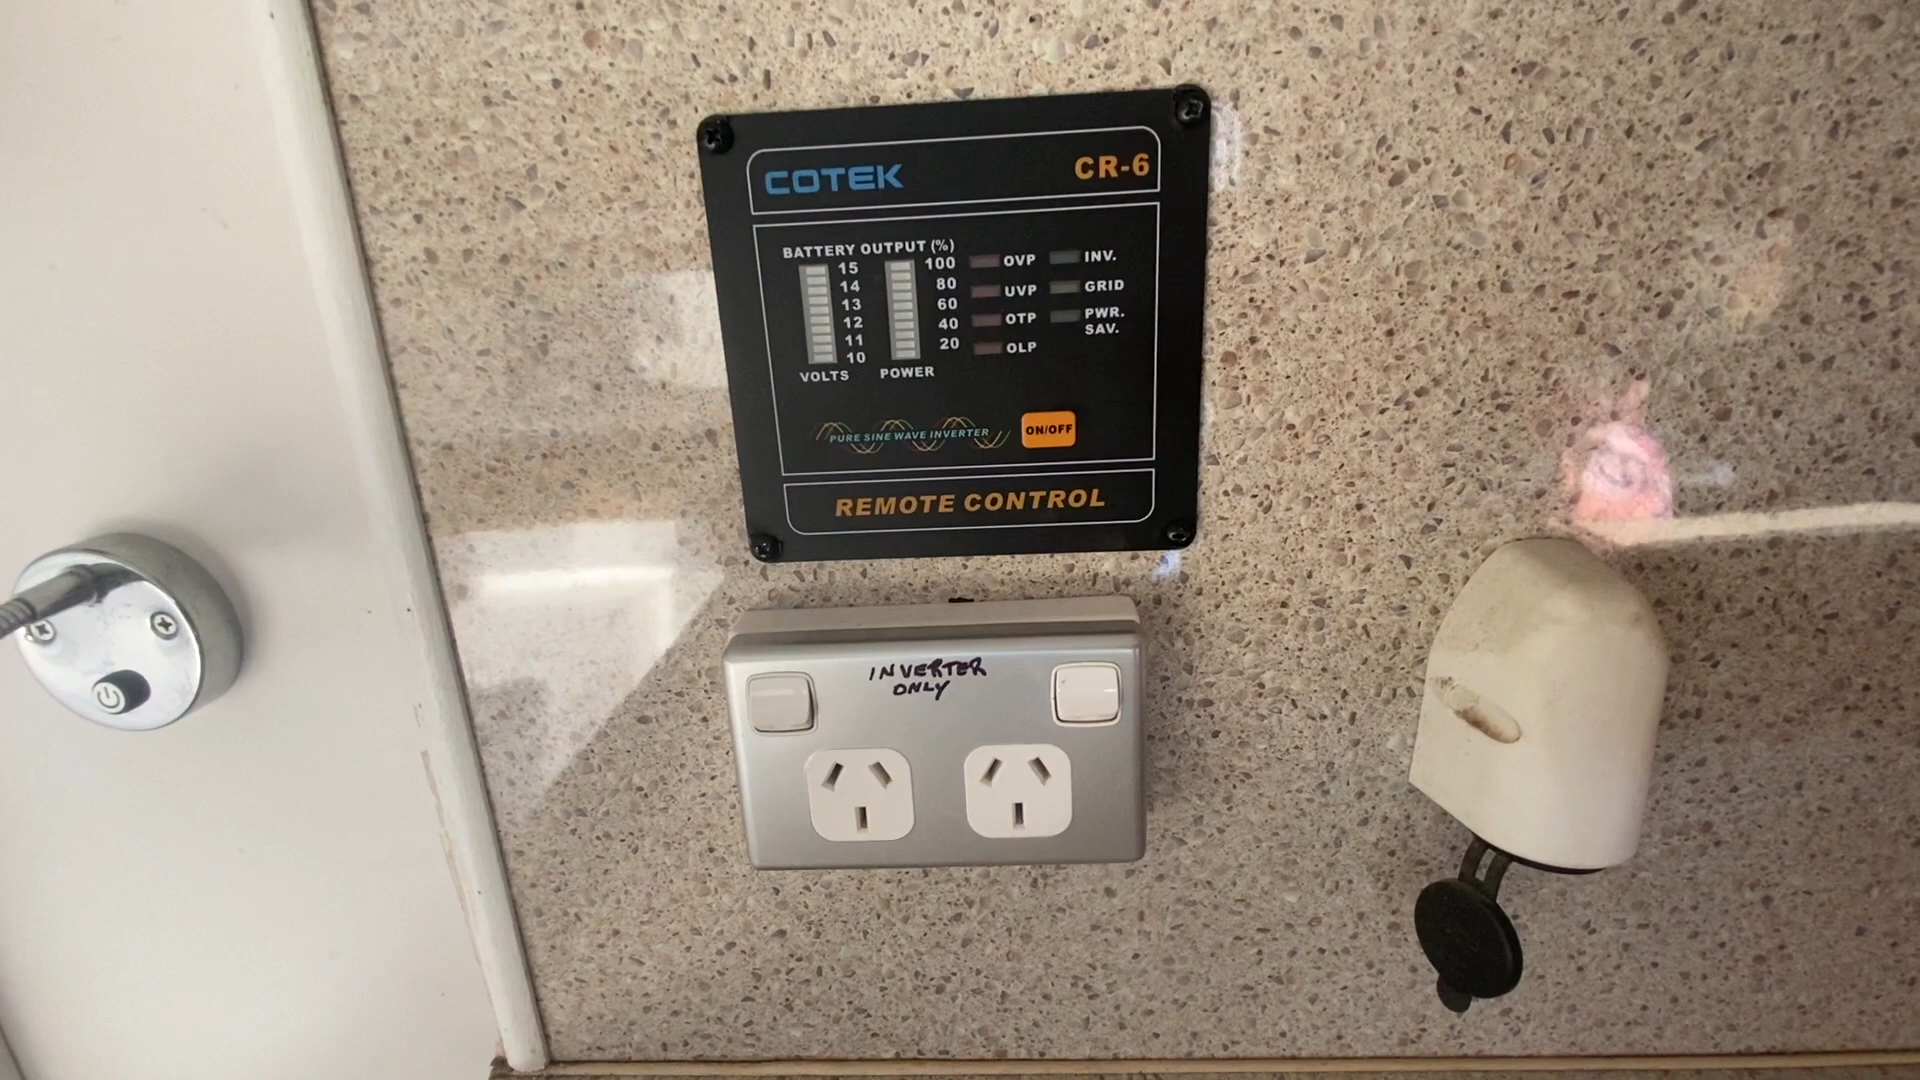 COTEK CR-6
BATTERY OUTPUT (%)
15 100 OVP INV.
14 80 UVP GRID
13 60 OTP PWR.
SAV.
12 40 OLP
11 20
10
VOLTS POWER
PURE SINE WAVE INVERTER ON/OFF
REMOTE CONTROL
INVERTER
ONLY